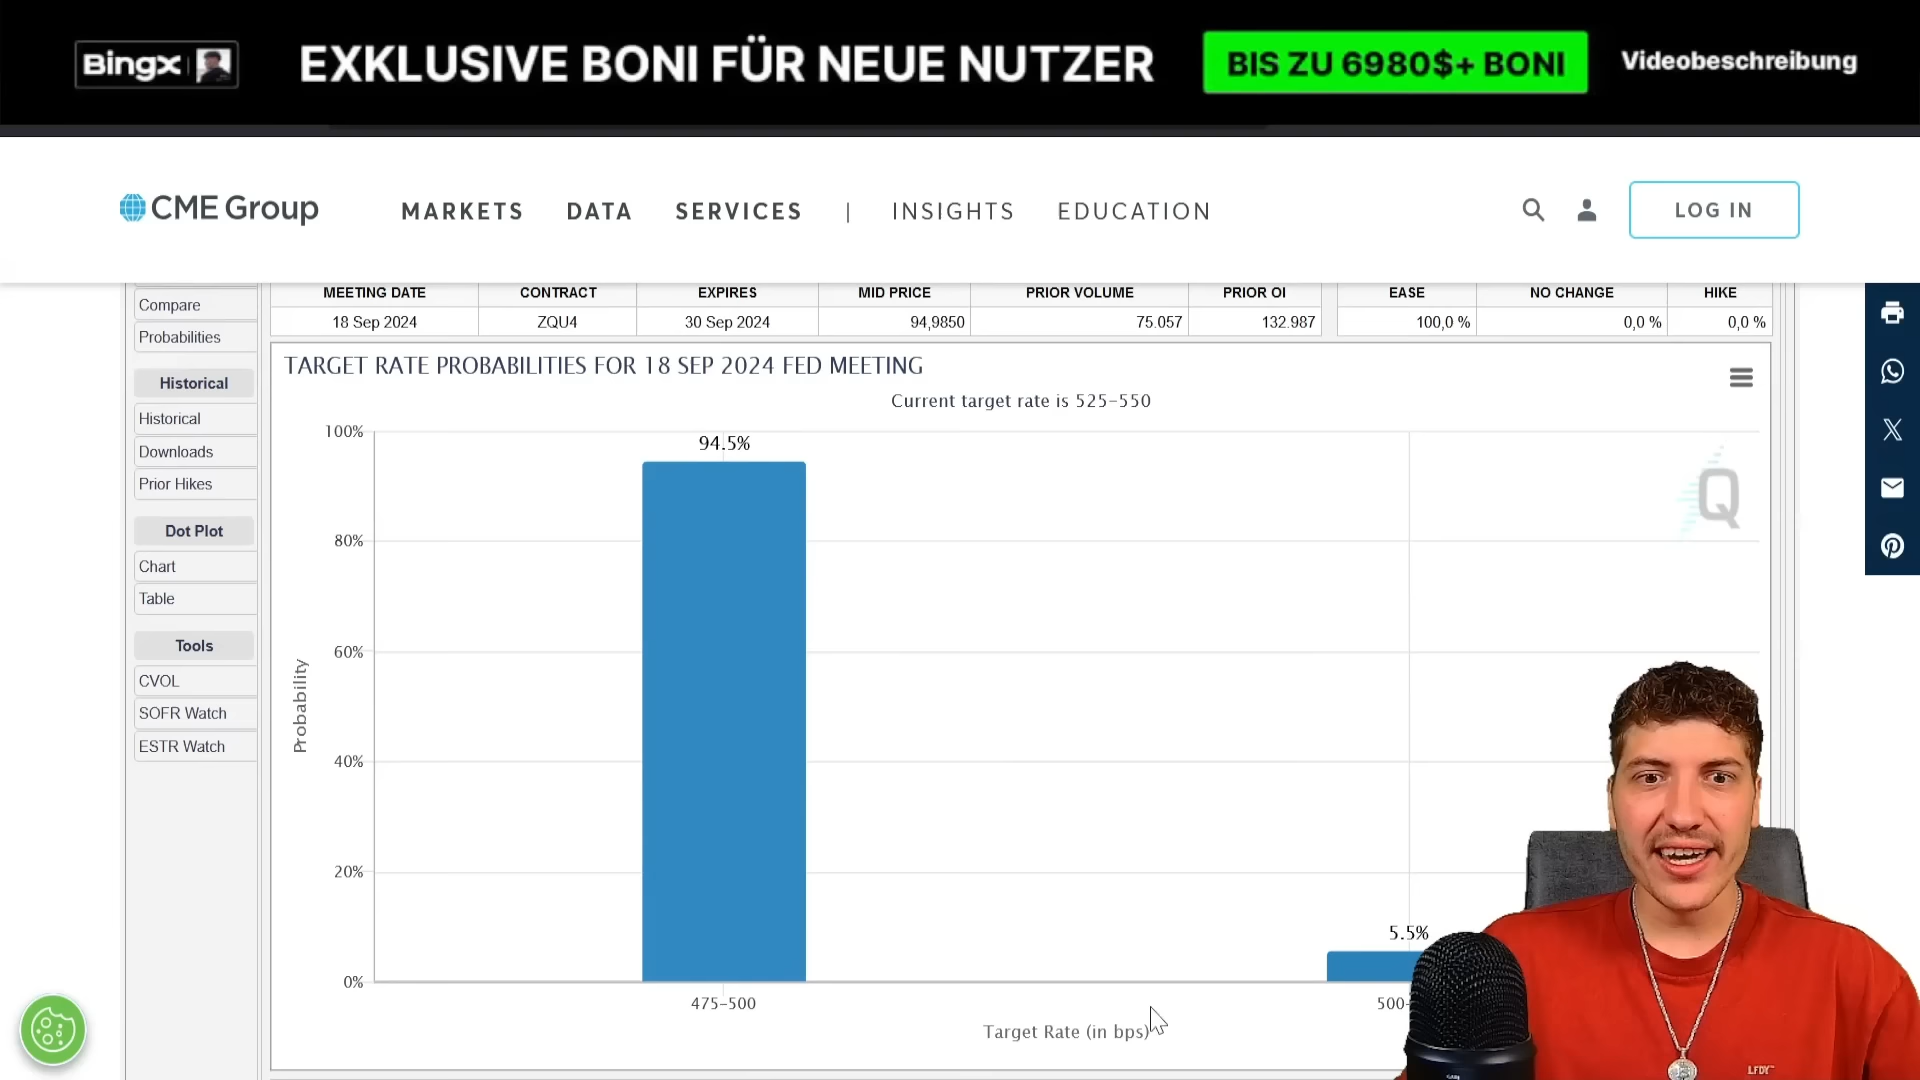 Bingx
EXKLUSIVE BONI FÜR NEUE NUTZER
BIS ZU 6980$+ BONI
Videobeschreibung
CME Group
MARKETS
DATA
SERVICES
|
INSIGHTS
EDUCATION
LOG IN
Compare
Probabilities
Historical
Historical
Downloads
Prior Hikes
Dot Plot
Chart
Table
Tools
CVOL
SOFR Watch
ESTR Watch
MEETING DATE CONTRACT EXPIRES MID PRICE PRIOR VOLUME PRIOR OI EASE NO CHANGE HIKE
18 Sep 2024 ZQU4 30 Sep 2024 94,9850 75.057 132.987 100,0 % 0,0 % 0,0 %
TARGET RATE PROBABILITIES FOR 18 SEP 2024 FED MEETING
Current target rate is 525-550
100%
80%
60%
40%
20%
0%
Probability
94.5%
5.5%
475-500
500-
Target Rate (in bps)
Q
LFDY